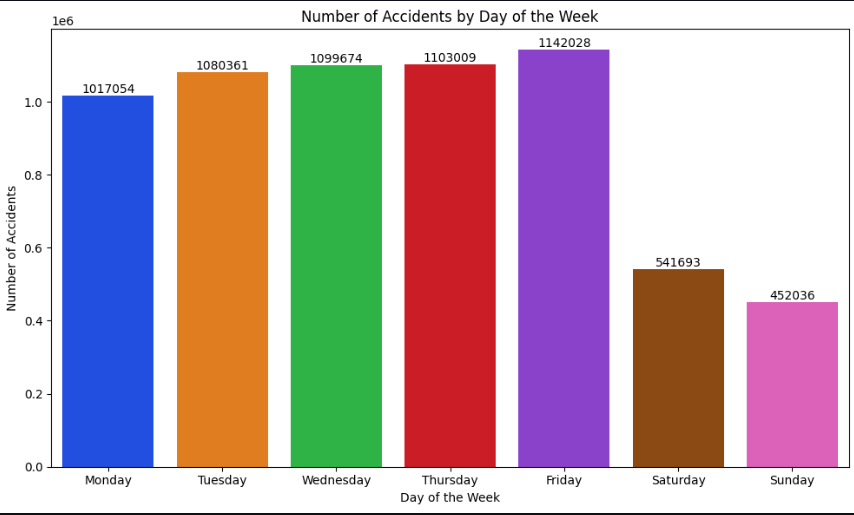 Number of Accidents by Day of the Week
1e6
1017054
1080361
1099674
1103009
1142028
541693
452036
1.0
0.8
0.6
0.4
0.2
0.0
Number of Accidents
Monday Tuesday Wednesday Thursday Friday Saturday Sunday
Day of the Week